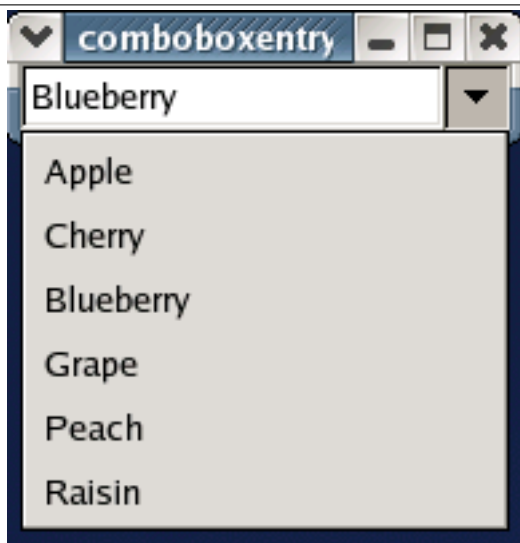 comboboxentry
Blueberry
Apple
Cherry
Blueberry
Grape
Peach
Raisin